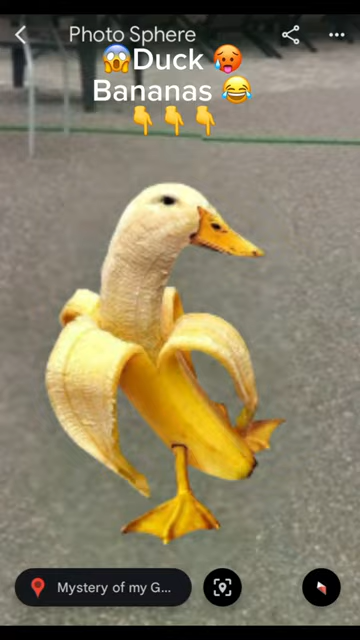 Photo Sphere
😱Duck 🥵
Bananas 😂
👇👇👇
Mystery of my G...